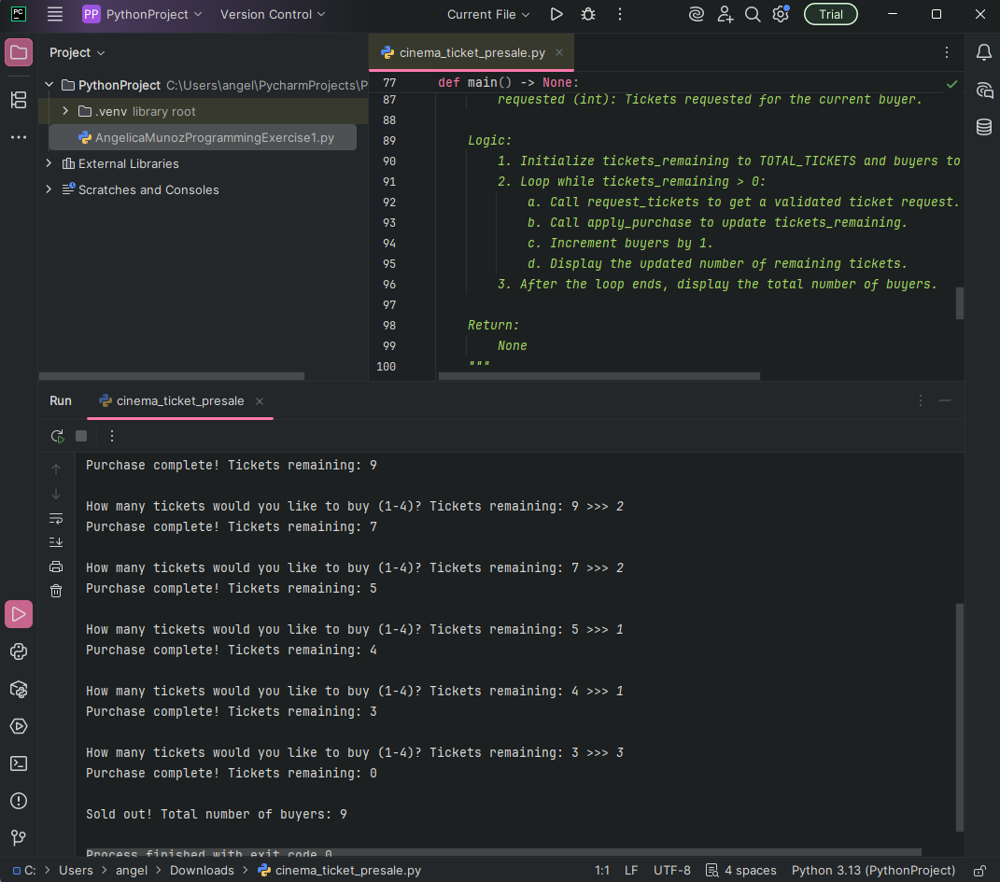 PC
PP PythonProject Version Control Current File Trial
Project
cinema_ticket_presale.py
PythonProject C:\Users\angel\PycharmProjects\P
.venv library root
AngelicaMunozProgrammingExercise1.py
External Libraries
Scratches and Consoles
77 def main() -> None:
87 requested (int): Tickets requested for the current buyer.
88
89 Logic:
90 1. Initialize tickets_remaining to TOTAL_TICKETS and buyers to
91 2. Loop while tickets_remaining > 0:
92 a. Call request_tickets to get a validated ticket request.
93 b. Call apply_purchase to update tickets_remaining.
94 c. Increment buyers by 1.
95 d. Display the updated number of remaining tickets.
96 3. After the loop ends, display the total number of buyers.
97
98 Return:
99 None
100 """
Run cinema_ticket_presale
Purchase complete! Tickets remaining: 9
How many tickets would you like to buy (1-4)? Tickets remaining: 9 >>> 2
Purchase complete! Tickets remaining: 7
How many tickets would you like to buy (1-4)? Tickets remaining: 7 >>> 2
Purchase complete! Tickets remaining: 5
How many tickets would you like to buy (1-4)? Tickets remaining: 5 >>> 1
Purchase complete! Tickets remaining: 4
How many tickets would you like to buy (1-4)? Tickets remaining: 4 >>> 1
Purchase complete! Tickets remaining: 3
How many tickets would you like to buy (1-4)? Tickets remaining: 3 >>> 3
Purchase complete! Tickets remaining: 0
Sold out! Total number of buyers: 9
Process finished with exit code 0
C: > Users > angel > Downloads > cinema_ticket_presale.py 1:1 LF UTF-8 4 spaces Python 3.13 (PythonProject)